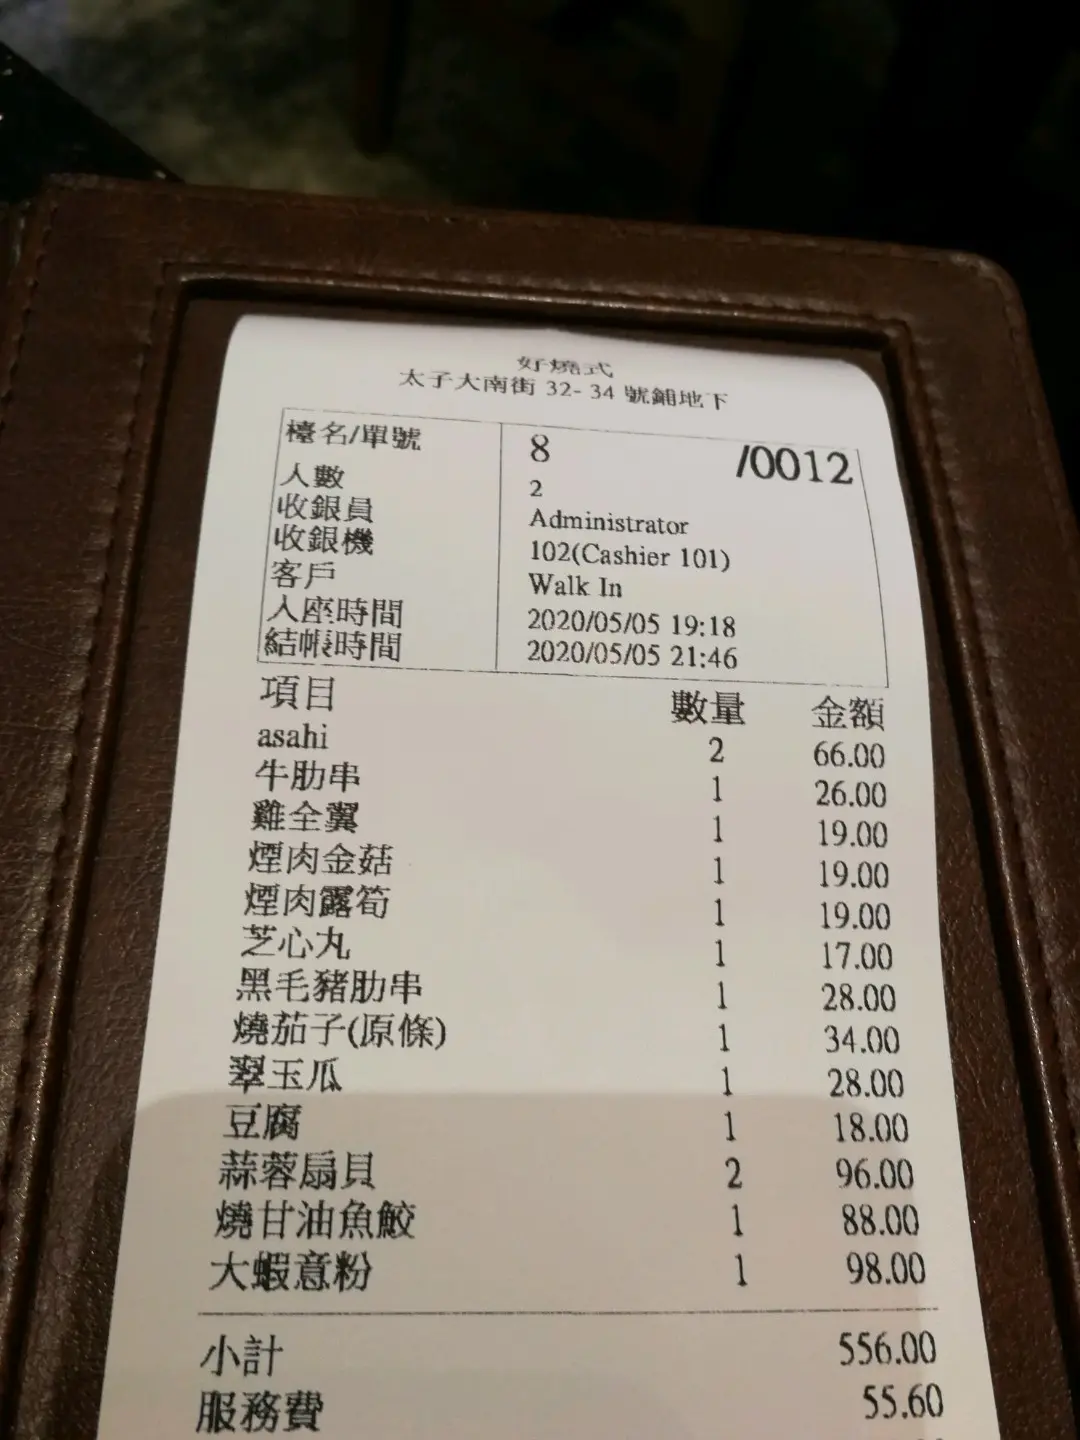 好燒式
太子大南街 32- 34 號鋪地下
檯名/單號 8 /0012
人數 2
收銀員 Administrator
收銀機 102(Cashier 101)
客戶 Walk In
入座時間 2020/05/05 19:18
結帳時間 2020/05/05 21:46
項目 數量 金額
asahi 2 66.00
牛肋串 1 26.00
雞全翼 1 19.00
煙肉金菇 1 19.00
煙肉露筍 1 19.00
芝心丸 1 17.00
黑毛豬肋串 1 28.00
燒茄子(原條) 1 34.00
翠玉瓜 1 28.00
豆腐 1 18.00
蒜蓉扇貝 2 96.00
燒甘油魚鮫 1 88.00
大蝦意粉 1 98.00
小計 556.00
服務費 55.60